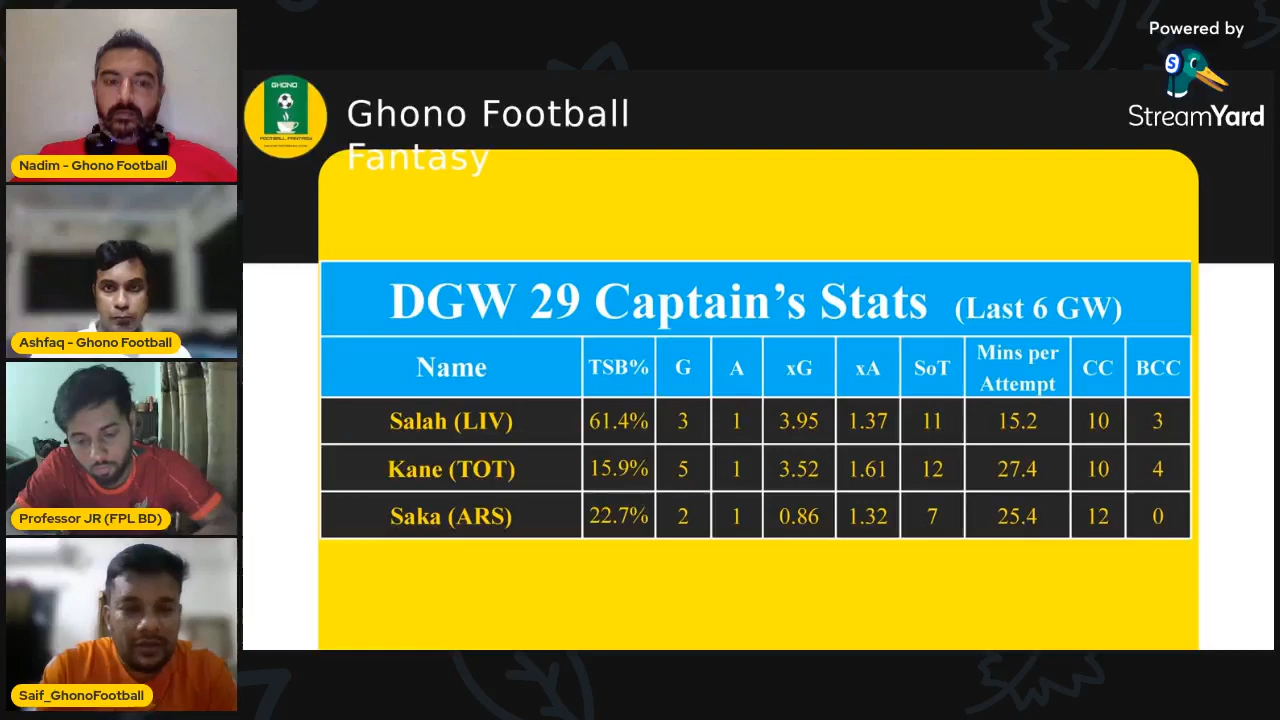 Powered by
StreamYard
S
GHONO
FOOTBALL FANTASY
Ghono Football
Fantasy
DGW 29 Captain's Stats (Last 6 GW)
Name TSB% G A xG xA SoT Mins per Attempt CC BCC
Salah (LIV) 61.4% 3 1 3.95 1.37 11 15.2 10 3
Kane (TOT) 15.9% 5 1 3.52 1.61 12 27.4 10 4
Saka (ARS) 22.7% 2 1 0.86 1.32 7 25.4 12 0
Nadim - Ghono Football
Ashfaq - Ghono Football
Professor JR (FPL BD)
Saif_GhonoFootball